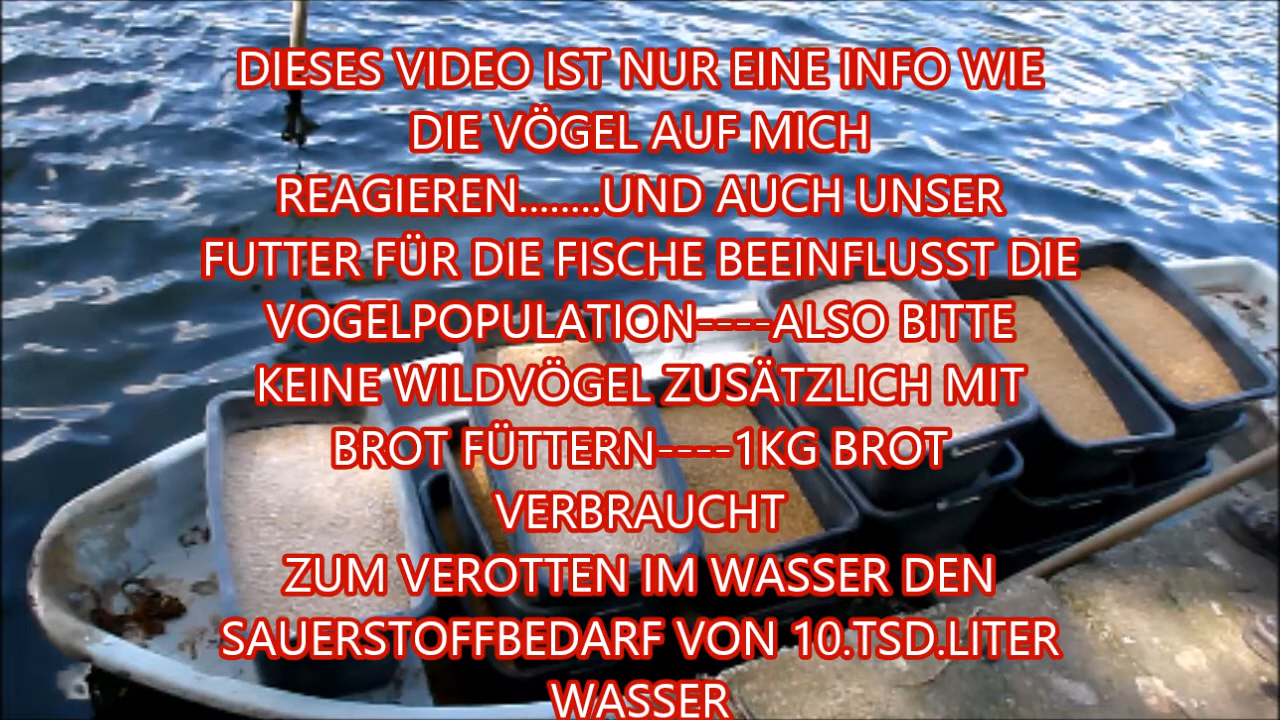 DIESES VIDEO IST NUR EINE INFO WIE
DIE VÖGEL AUF MICH
REAGIEREN........UND AUCH UNSER
FUTTER FÜR DIE FISCHE BEEINFLUSST DIE
VOGELPOPULATION----ALSO BITTE
KEINE WILDVÖGEL ZUSÄTZLICH MIT
BROT FÜTTERN----1KG BROT
VERBRAUCHT
ZUM VEROTTEN IM WASSER DEN
SAUERSTOFFBEDARF VON 10.TSD.LITER
WASSER